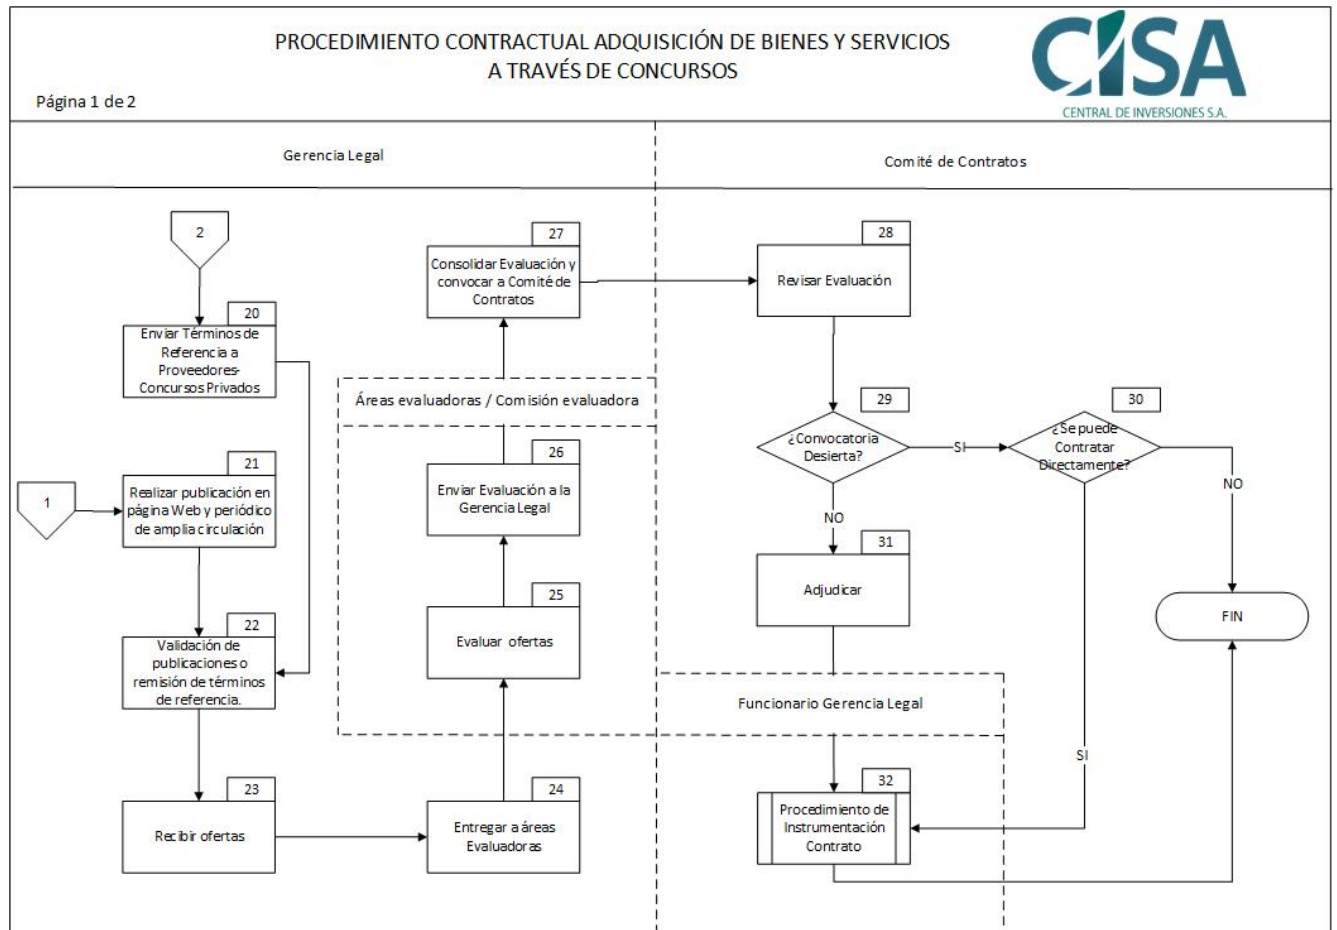 PROCEDIMIENTO CONTRACTUAL ADQUISICIÓN DE BIENES Y SERVICIOS
A TRAVÉS DE CONCURSOS
CISA
CENTRAL DE INVERSIONES S.A.
Página 1 de 2
Gerencia Legal
Comité de Contratos
2
20
Enviar Términos de
Referencia a
Proveedores-
Concursos Privados
1
21
Realizar publicación en
página Web y periódico
de amplia circulación
22
Validación de
publicaciones o
remisión de términos
de referencia.
23
Recibir ofertas
24
Entregar a áreas
Evaluadoras
Áreas evaluadoras / Comisión evaluadora
25
Evaluar ofertas
26
Enviar Evaluación a la
Gerencia Legal
27
Consolidar Evaluación y
convocar a Comité de
Contratos
28
Revisar Evaluación
29
¿Convocatoria
Desierta?
SI
NO
30
¿Se puede
Contratar
Directamente?
NO
SI
31
Adjudicar
Funcionario Gerencia Legal
32
Procedimiento de
Instrumentación
Contrato
FIN